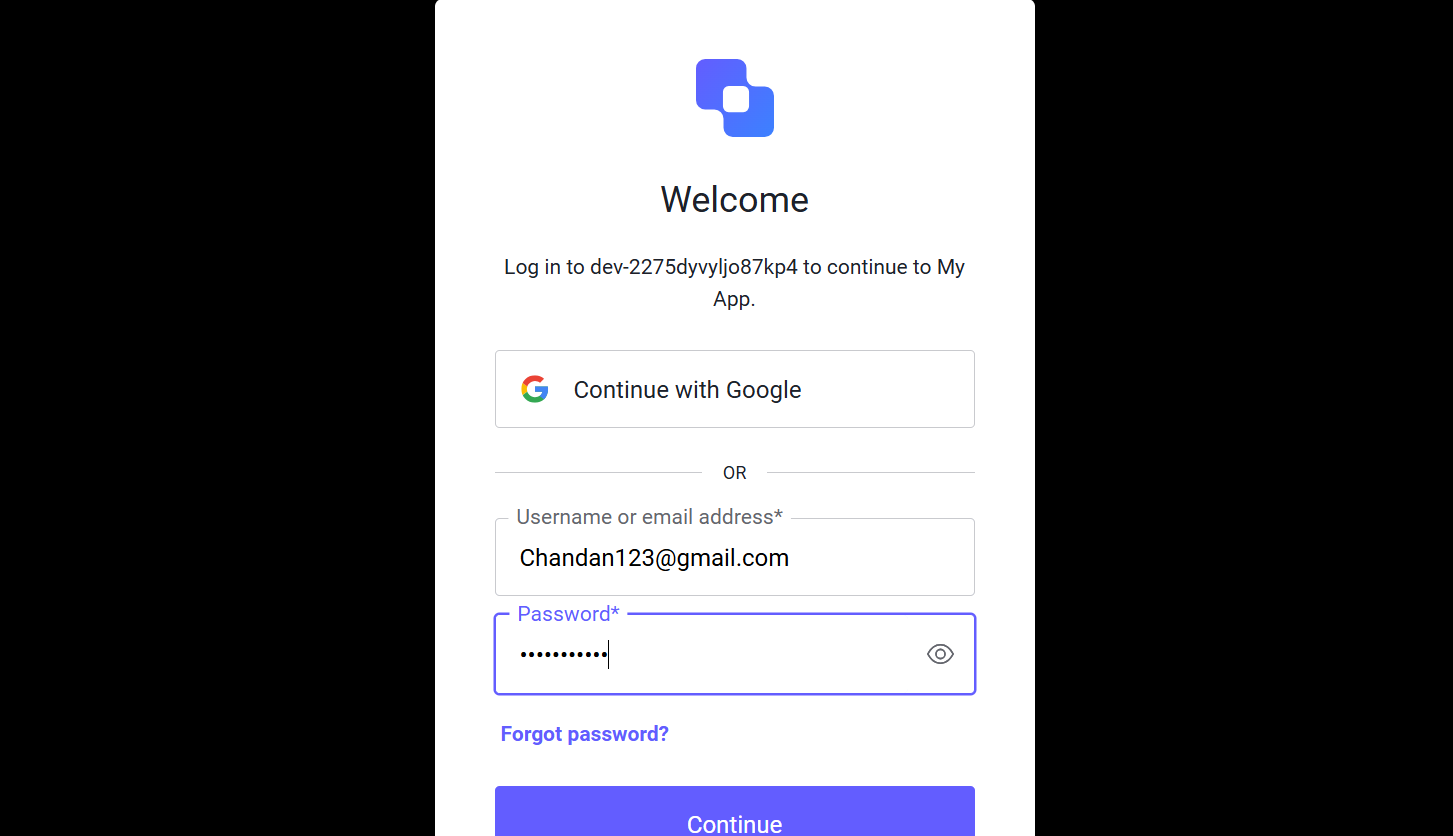 Welcome
Log in to dev-2275dyvyljo87kp4 to continue to My
App.
Continue with Google
OR
Username or email address*
Chandan123@gmail.com
Password*
•••••••••••
Forgot password?
Continue